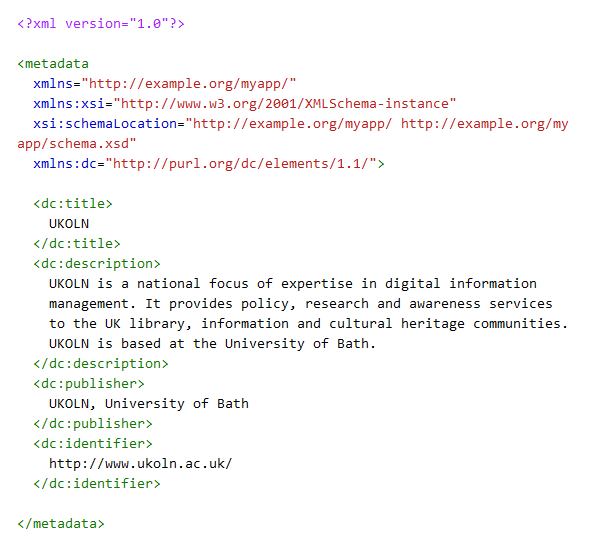 <?xml version="1.0"?>
<metadata
xmlns="http://example.org/myapp/"
xmlns:xsi="http://www.w3.org/2001/XMLSchema-instance"
xsi:schemaLocation="http://example.org/myapp/ http://example.org/my
app/schema.xsd"
xmlns:dc="http://purl.org/dc/elements/1.1/">
<dc:title>
UKOLN
</dc:title>
<dc:description>
UKOLN is a national focus of expertise in digital information
management. It provides policy, research and awareness services
to the UK library, information and cultural heritage communities.
UKOLN is based at the University of Bath.
</dc:description>
<dc:publisher>
UKOLN, University of Bath
</dc:publisher>
<dc:identifier>
http://www.ukoln.ac.uk/
</dc:identifier>
</metadata>